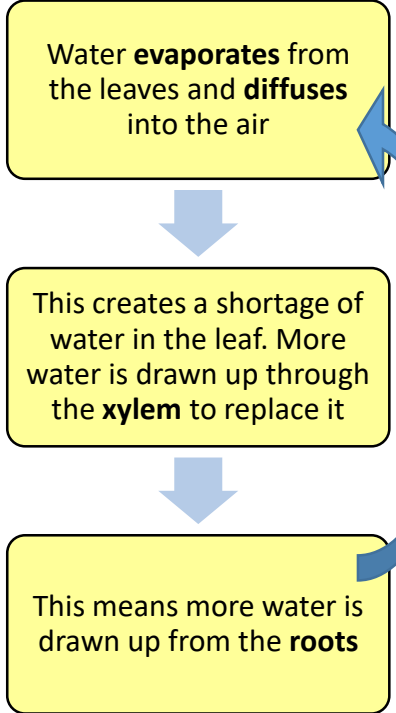 Water evaporates from
the leaves and diffuses
into the air
This creates a shortage of
water in the leaf. More
water is drawn up through
the xylem to replace it
This means more water is
drawn up from the roots